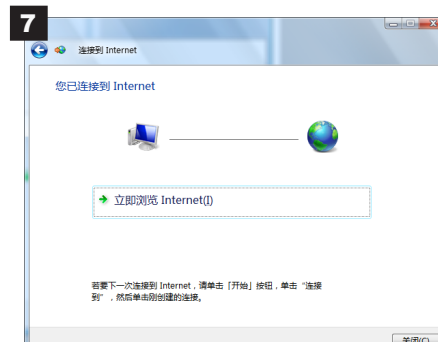 7
连接到 Internet
您已连接到 Internet
立即浏览 Internet(I)
若要下一次连接到 Internet，请单击「开始」按钮，单击“连接
到”，然后单击刚创建的连接。
关闭(C)